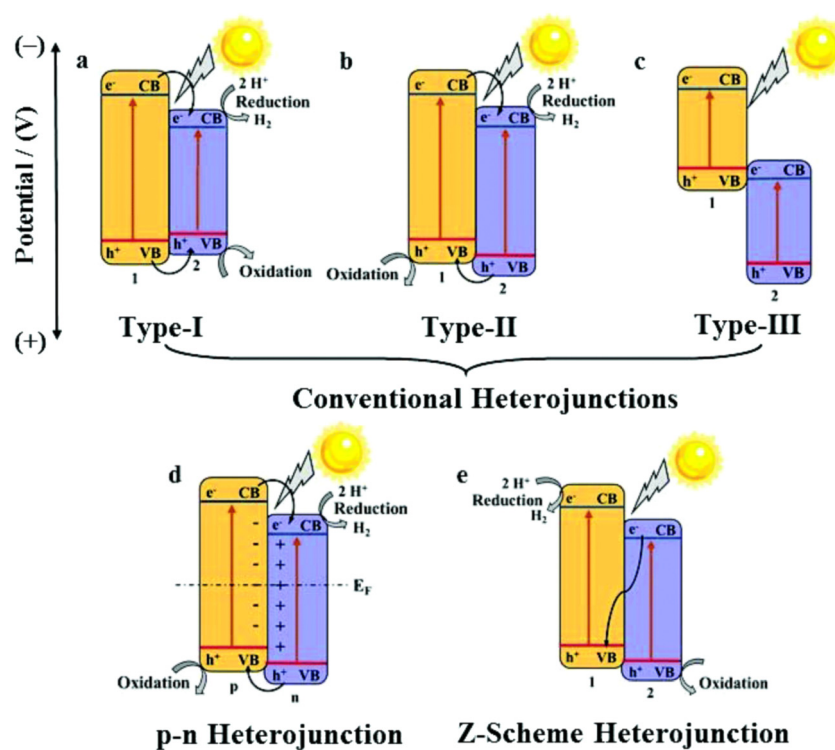 (–)
Potential / (V)
(+)
a
e⁻ CB
e⁻ CB
2 H⁺
Reduction
H₂
h⁺ VB
h⁺ VB
Oxidation
1
2
Type-I
b
e⁻ CB
e⁻ CB
2 H⁺
Reduction
H₂
h⁺ VB
h⁺ VB
Oxidation
1
2
Type-II
c
e⁻ CB
h⁺ VB
1
e⁻ CB
h⁺ VB
2
Type-III
Conventional Heterojunctions
d
e⁻ CB
e⁻ CB
2 H⁺
Reduction
H₂
- +
- +
- +
- +
- +
- +
E_F
h⁺ VB
h⁺ VB
Oxidation
p
n
p-n Heterojunction
e
2 H⁺
Reduction
H₂
e⁻ CB
e⁻ CB
h⁺ VB
h⁺ VB
1
2
Oxidation
Z-Scheme Heterojunction